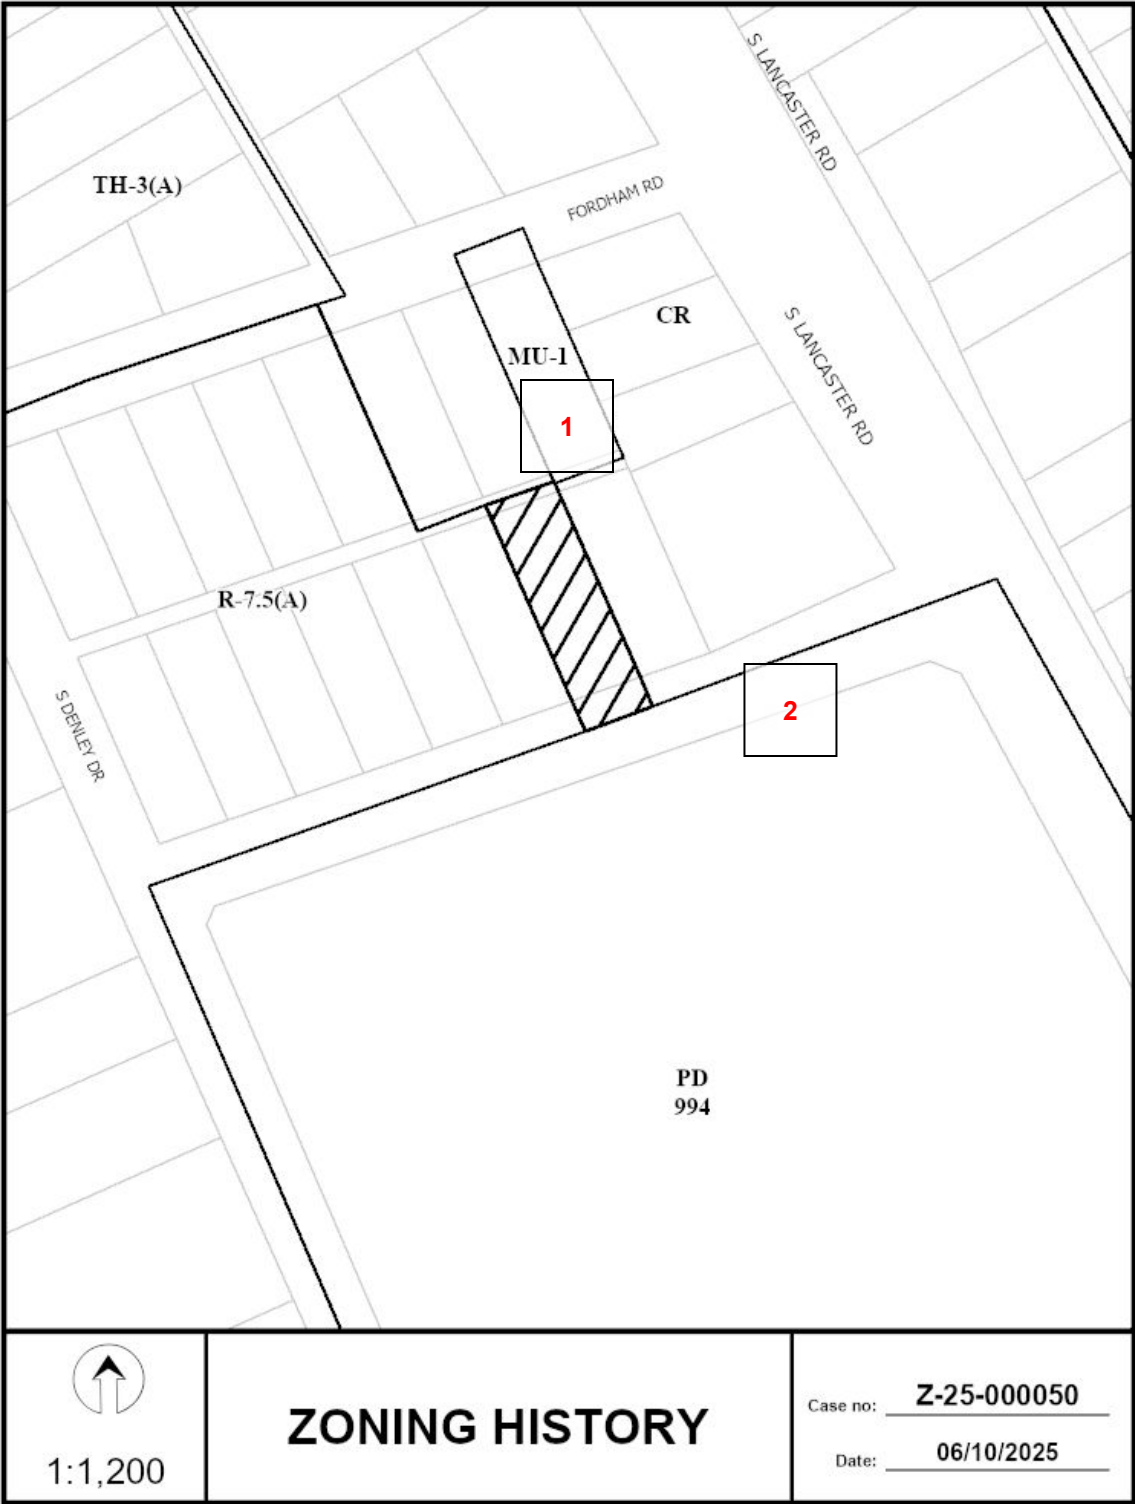 S LANCASTER RD
TH-3(A)
FORDHAM RD
CR
S LANCASTER RD
MU-1
1
R-7.5(A)
S DENLEY DR
2
PD
994
1:1,200
ZONING HISTORY
Case no: Z-25-000050
Date: 06/10/2025